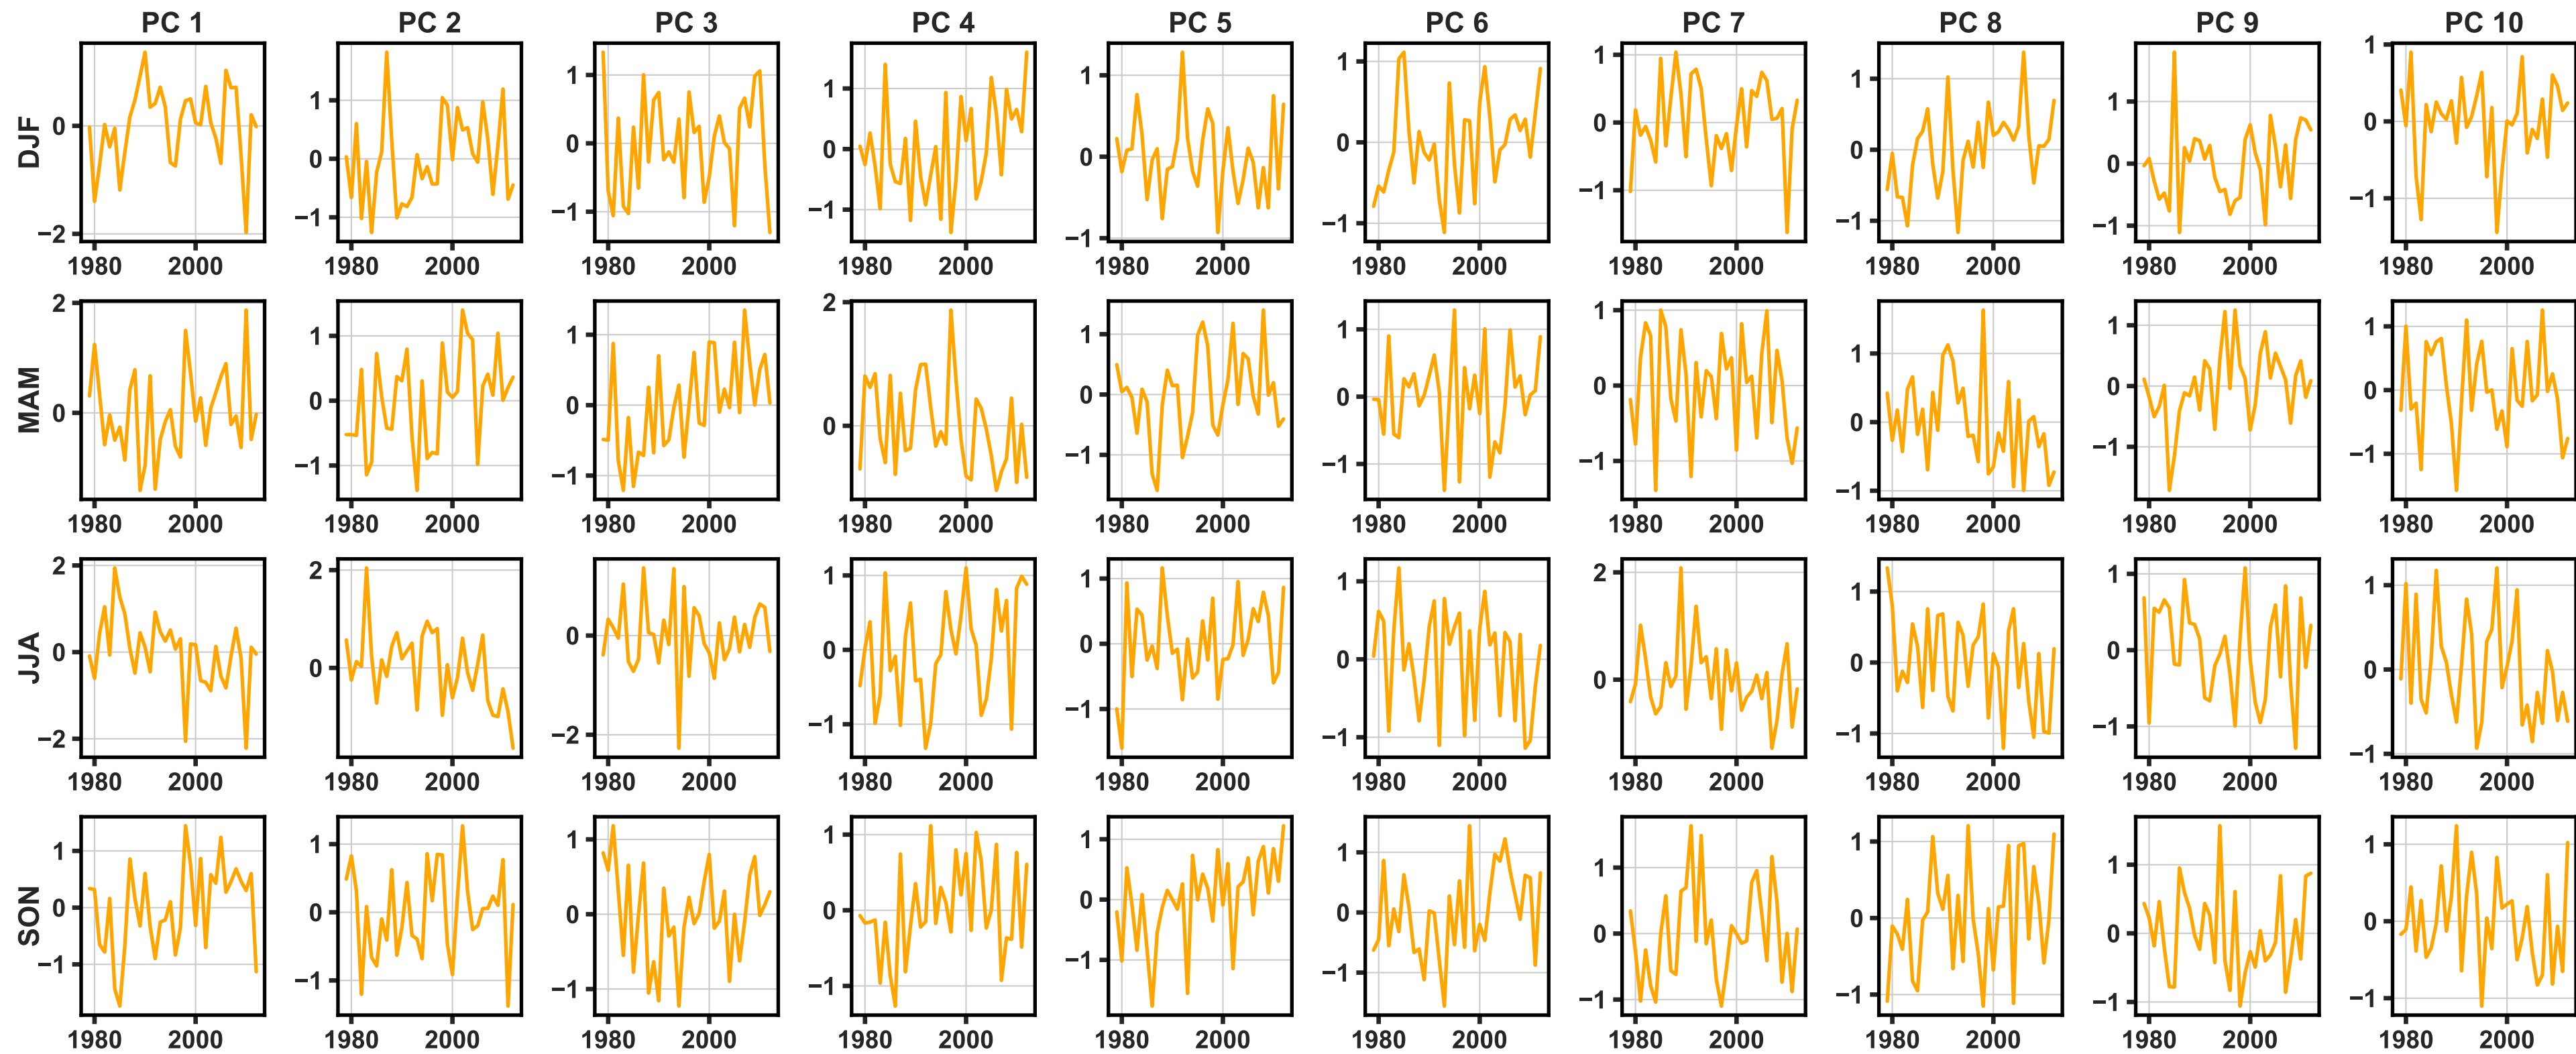 PC 1 PC 2 PC 3 PC 4 PC 5 PC 6 PC 7 PC 8 PC 9 PC 10
DJF
1 1 1 1 1 1 1 1 1
0 0 0 0 0 0 0 0 0 0
−2 −1 −1 −1 −1 −1 −1 −1 −1 −1
1980 2000 1980 2000 1980 2000 1980 2000 1980 2000 1980 2000 1980 2000 1980 2000 1980 2000 1980 2000
MAM
2 1 1 2 1 1 1 1 1 1
0 0 0 0 0 0 0 0 0 0
−1 −1 −1 −1 −1 −1 −1 −1
1980 2000 1980 2000 1980 2000 1980 2000 1980 2000 1980 2000 1980 2000 1980 2000 1980 2000 1980 2000
JJA
2 2 1 1 1 2 1 1 1
0 0 0 0 0 0 0 0 0 0
−2 −2 −1 −1 −1 −1 −1 −1
1980 2000 1980 2000 1980 2000 1980 2000 1980 2000 1980 2000 1980 2000 1980 2000 1980 2000 1980 2000
SON
1 1 1 1 1 1 1 1 1 1
0 0 0 0 0 0 0 0 0 0
−1 −1 −1 −1 −1 −1 −1 −1 −1 −1
1980 2000 1980 2000 1980 2000 1980 2000 1980 2000 1980 2000 1980 2000 1980 2000 1980 2000 1980 2000